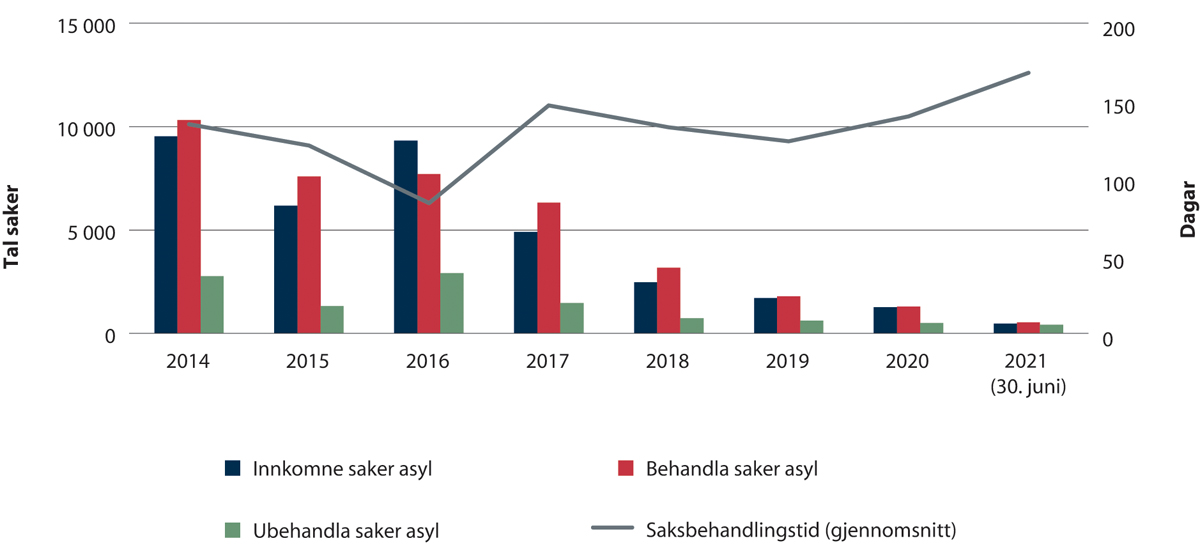 15 000
10 000
5 000
0
Tal saker
200
150
100
50
0
Dagar
2014 2015 2016 2017 2018 2019 2020 2021
(30. juni)
Innkomne saker asyl
Behandla saker asyl
Ubehandla saker asyl
Saksbehandlingstid (gjennomsnitt)